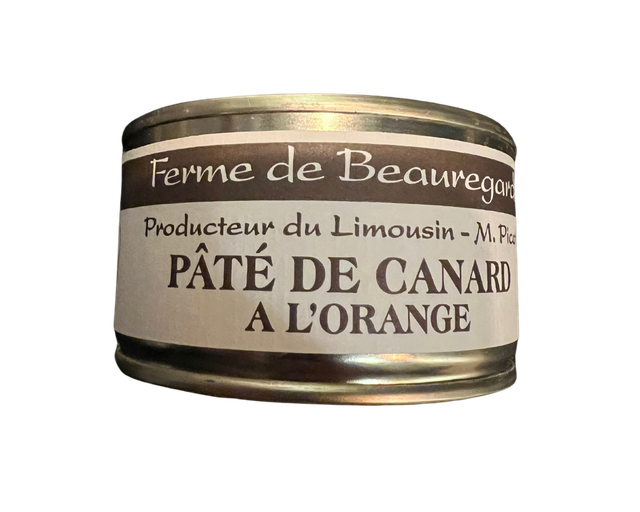 Ferme de Beauregard
Producteur du Limousin - M.
PÂTÉ DE CANARD
A L'ORANGE